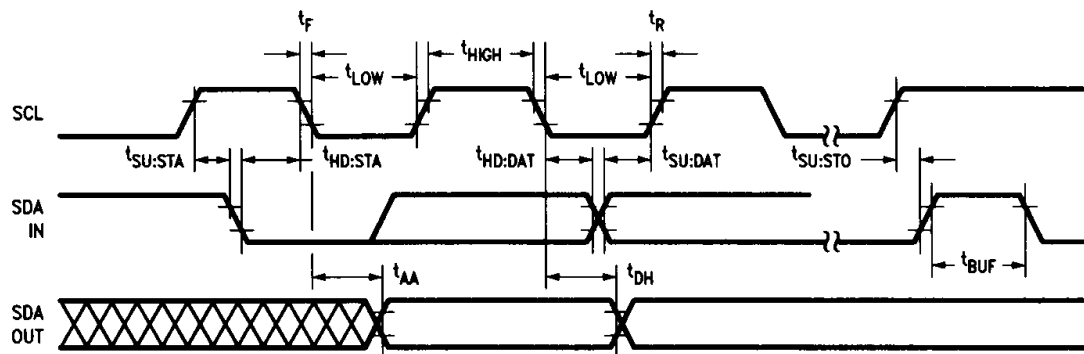 tF
tHIGH
tR
tLOW
tLOW
SCL
tSU:STA
tHD:STA
tHD:DAT
tSU:DAT
tSU:STO
SDA
IN
tAA
tDH
tBUF
SDA
OUT